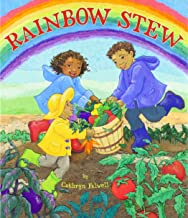 RAINBOW STEW
by
Cathryn Falwell